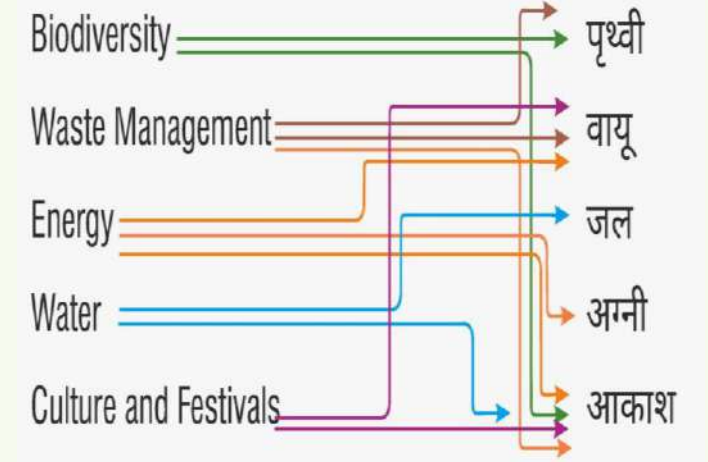 Biodiversity
पृथ्वी
Waste Management
वायू
Energy
जल
Water
अग्नी
Culture and Festivals
आकाश